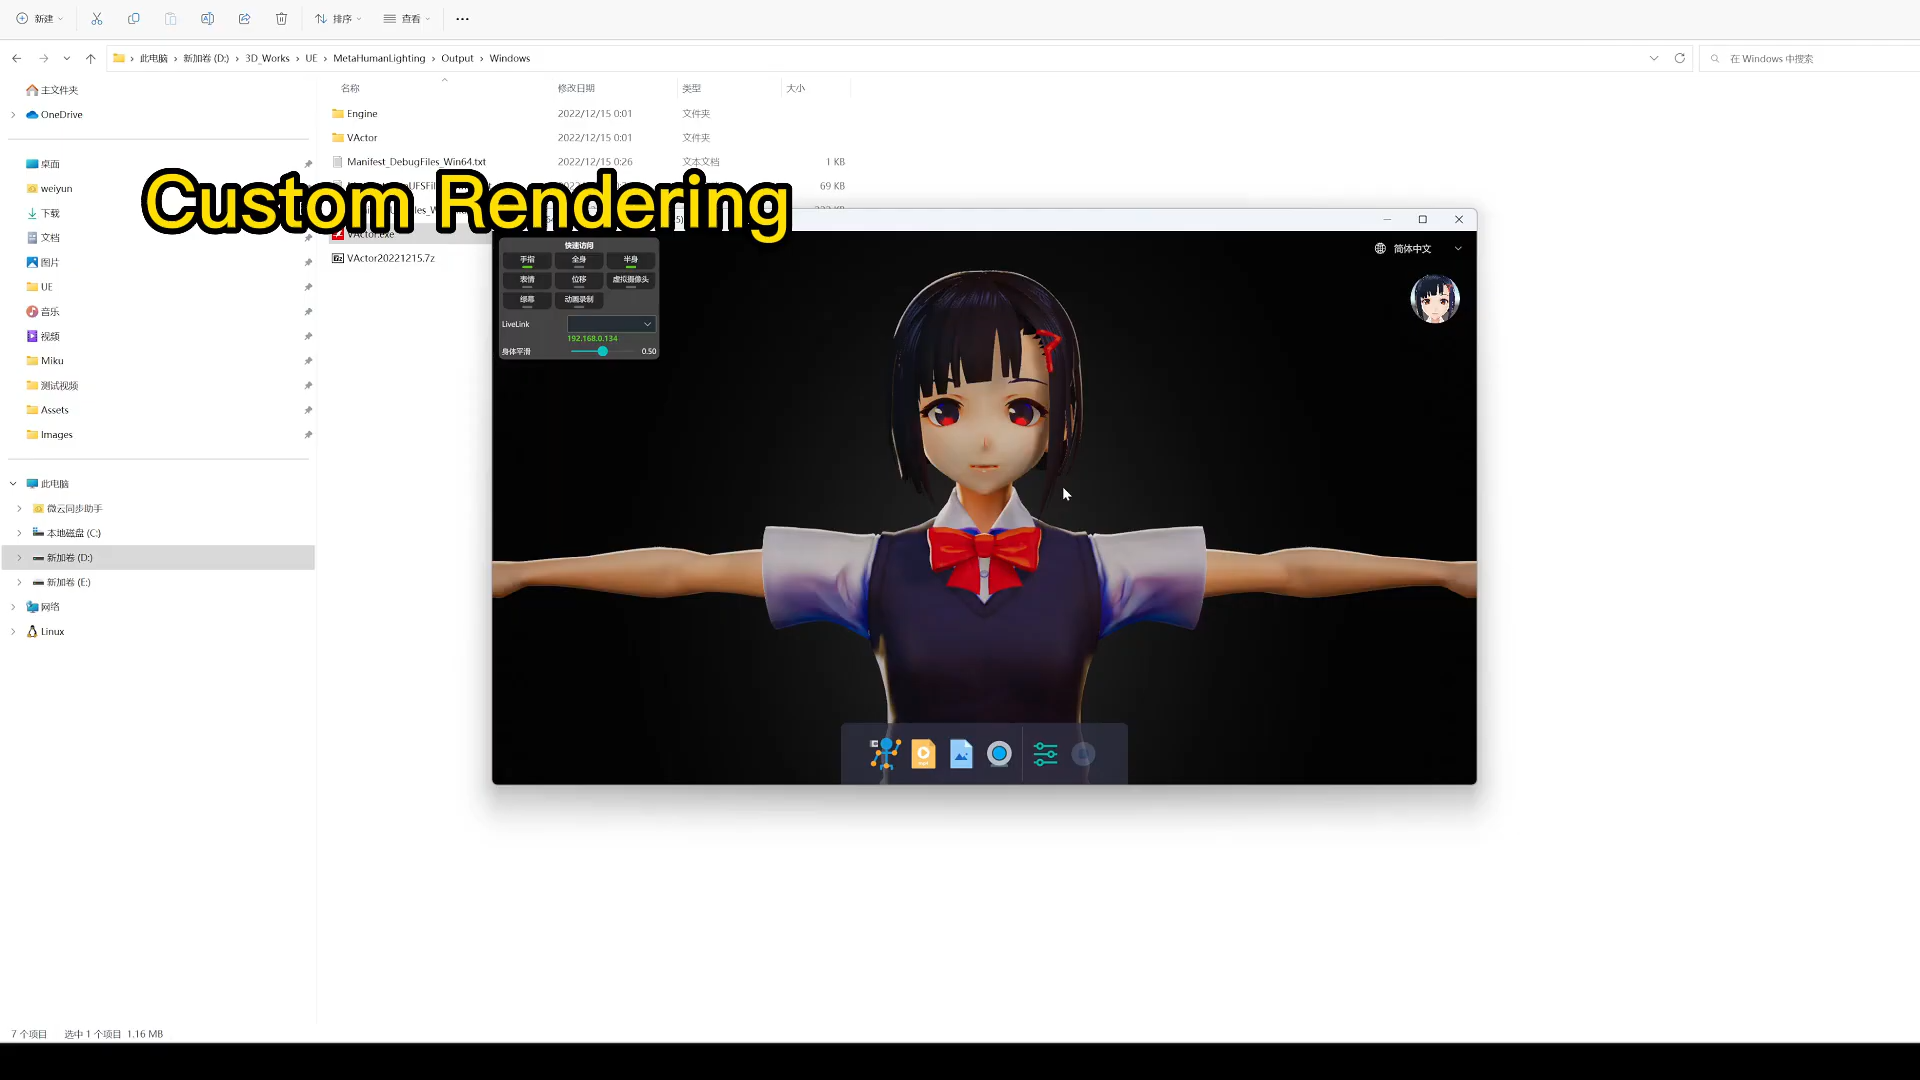 新建
排序
查看
此电脑 › 新加卷 (D:) › 3D_Works › UE › MetaHumanLighting › Output › Windows
在 Windows 中搜索
主文件夹
OneDrive
桌面
weiyun
下载
文档
图片
UE
音乐
视频
Miku
测试视频
Assets
Images
此电脑
微云同步助手
本地磁盘 (C:)
新加卷 (D:)
新加卷 (E:)
网络
Linux
名称 修改日期 类型 大小
Engine 2022/12/15 0:01 文件夹
VActor 2022/12/15 0:01 文件夹
Manifest_DebugFiles_Win64.txt 2022/12/15 0:26 文本文档 1 KB
69 KB
VActor.exe
VActor20221215.7z
Custom Rendering
快速访问
手指 全身 半身
表情 位移 虚拟摄像头
绿幕 动画录制
LiveLink
192.168.0.134
身体平滑 0.50
简体中文
7 个项目 选中 1 个项目 1.16 MB